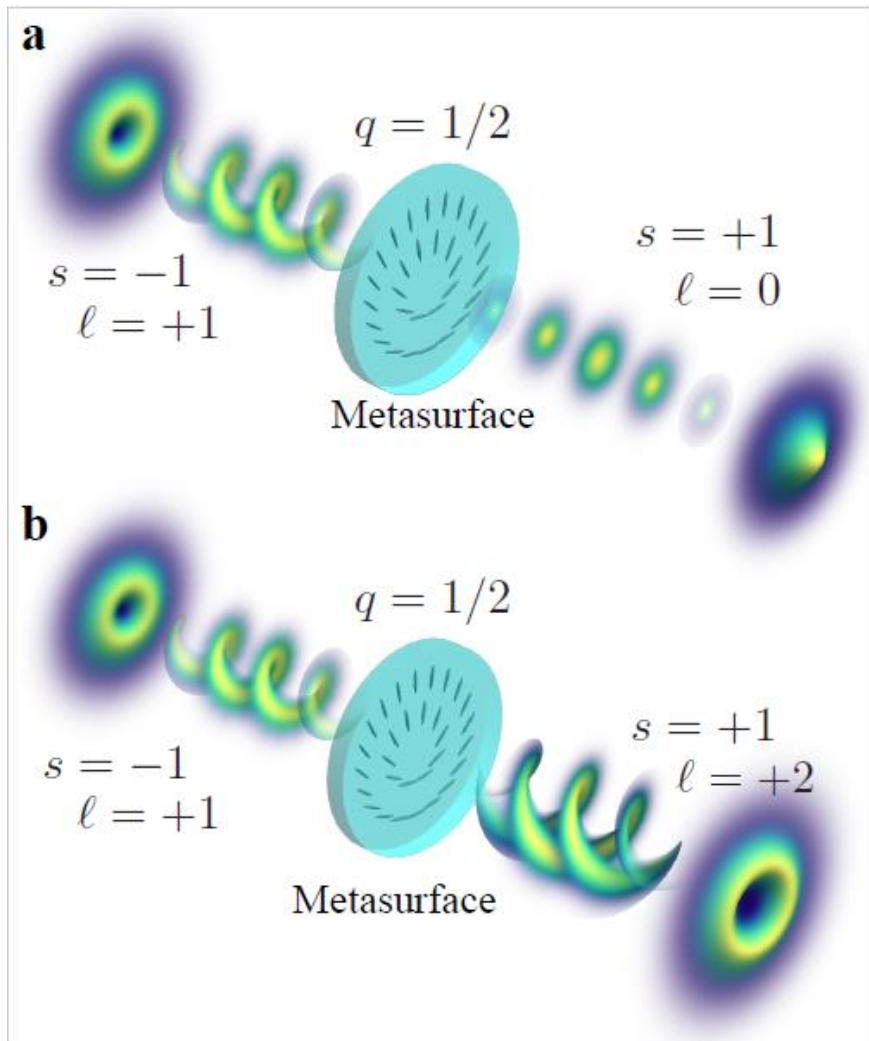 a
q = 1/2
s = −1
ℓ = +1
s = +1
ℓ = 0
Metasurface
b
q = 1/2
s = −1
ℓ = +1
s = +1
ℓ = +2
Metasurface